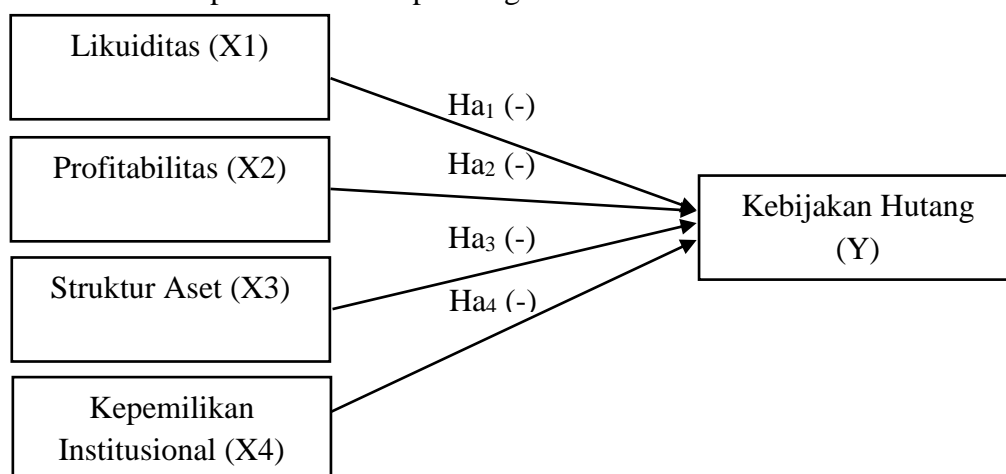 Likuiditas (X1)
Ha1 (-)
Profitabilitas (X2)
Ha2 (-)
Kebijakan Hutang
(Y)
Ha3 (-)
Struktur Aset (X3)
Ha4 (-)
Kepemilikan
Institusional (X4)